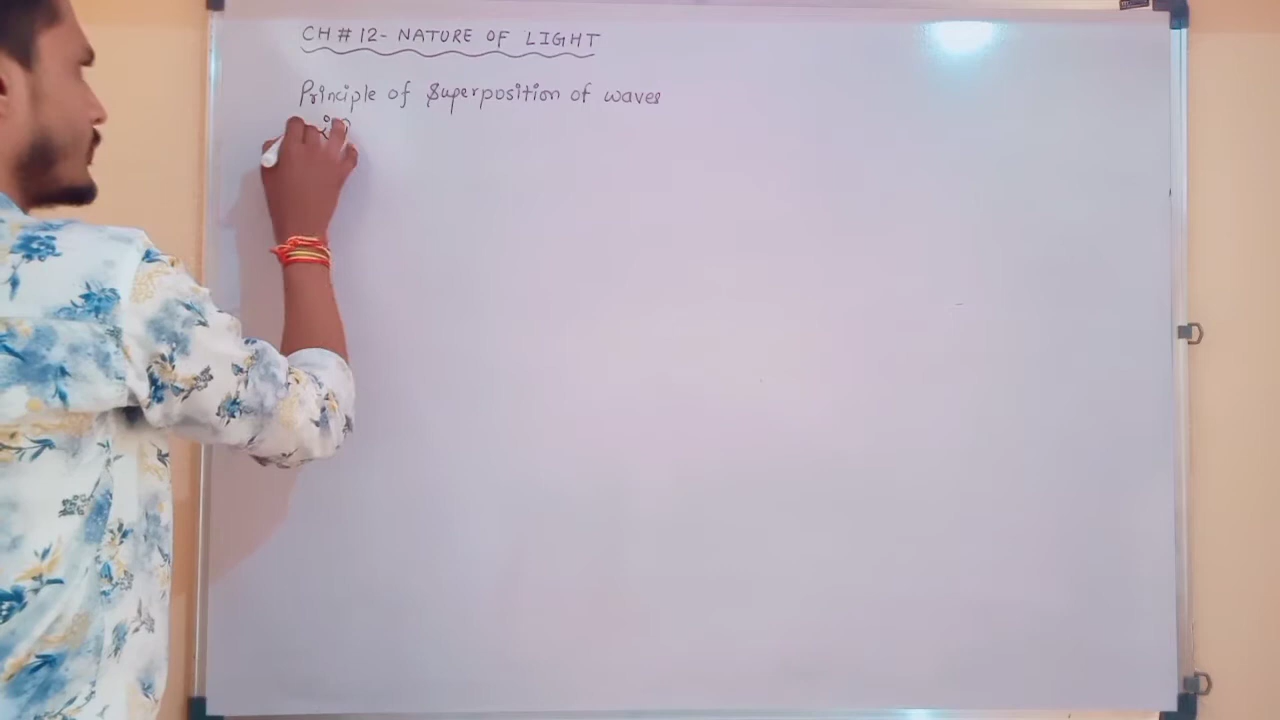 CH # 12- NATURE OF LIGHT
Principle of Superposition of waves